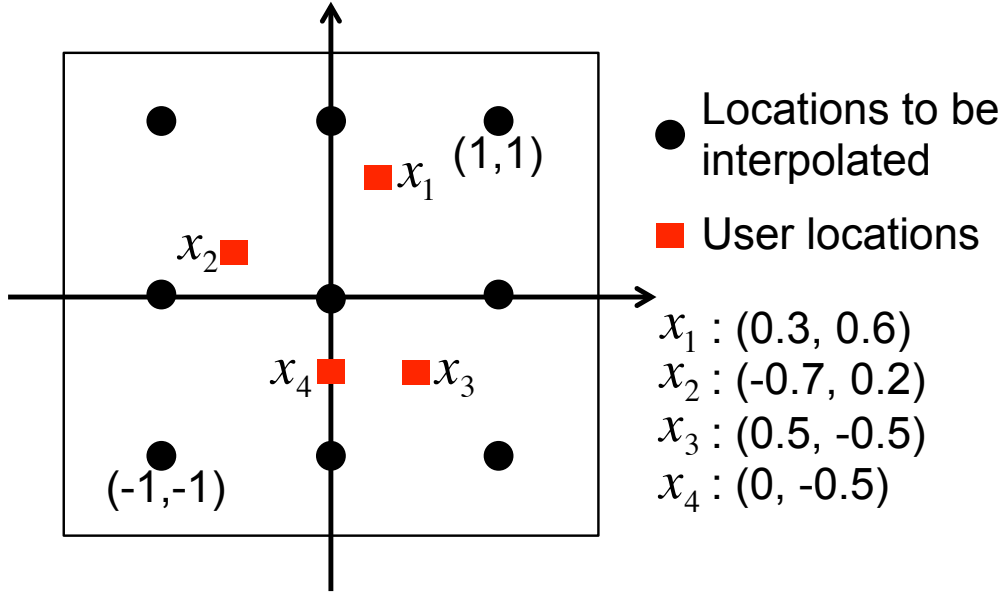 Locations to be
interpolated
(1,1)
x₁
User locations
x₂
x₁ : (0.3, 0.6)
x₄
x₃
x₂ : (-0.7, 0.2)
x₃ : (0.5, -0.5)
(-1,-1)
x₄ : (0, -0.5)